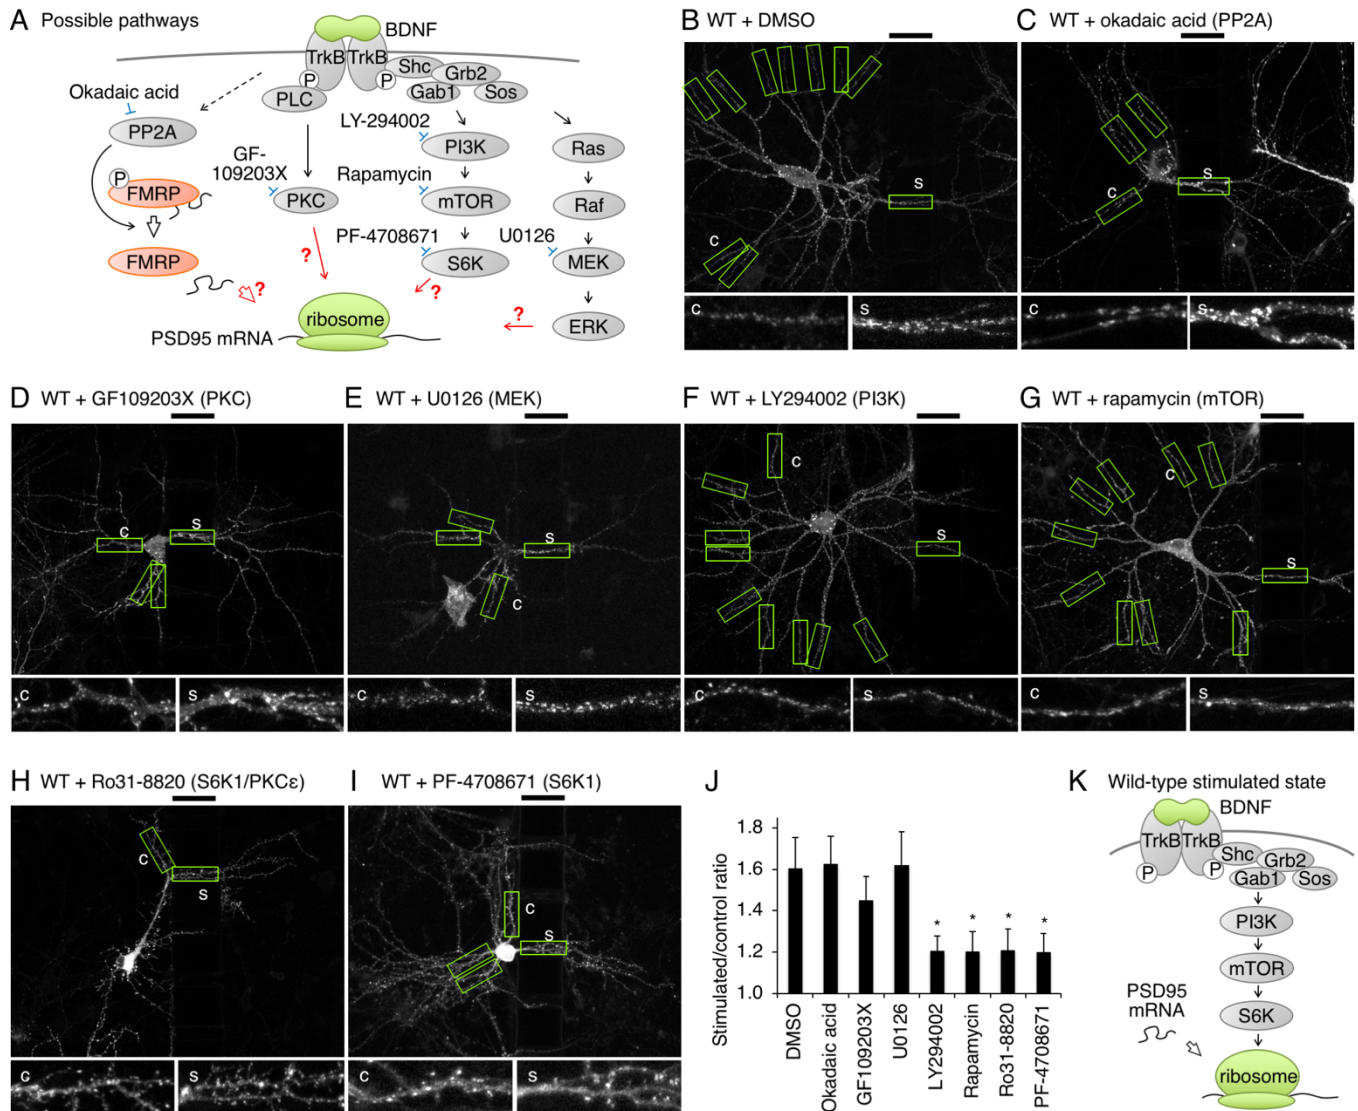 A Possible pathways
BDNF
TrkB TrkB
P P
Shc Grb2
Gab1 Sos
PLC
Okadaic acid
PP2A
LY-294002
PI3K
Ras
GF-
109203X
Rapamycin
P
FMRP
PKC
mTOR
Raf
PF-4708671
U0126
FMRP
S6K
MEK
?
?
?
?
ribosome
ERK
PSD95 mRNA
B WT + DMSO
s
c
c
s
C WT + okadaic acid (PP2A)
s
c
c
s
D WT + GF109203X (PKC)
c
s
c
s
E WT + U0126 (MEK)
s
c
c
s
F WT + LY294002 (PI3K)
c
s
c
s
G WT + rapamycin (mTOR)
c
s
c
s
H WT + Ro31-8820 (S6K1/PKCε)
c
s
c
s
I WT + PF-4708671 (S6K1)
c
s
c
s
J
Stimulated/control ratio
1.8
1.6
1.4
1.2
1.0
* * * *
DMSO
Okadaic acid
GF109203X
U0126
LY294002
Rapamycin
Ro31-8820
PF-4708671
K Wild-type stimulated state
BDNF
TrkB TrkB
P P
Shc Grb2
Gab1 Sos
PI3K
mTOR
PSD95
mRNA
S6K
ribosome